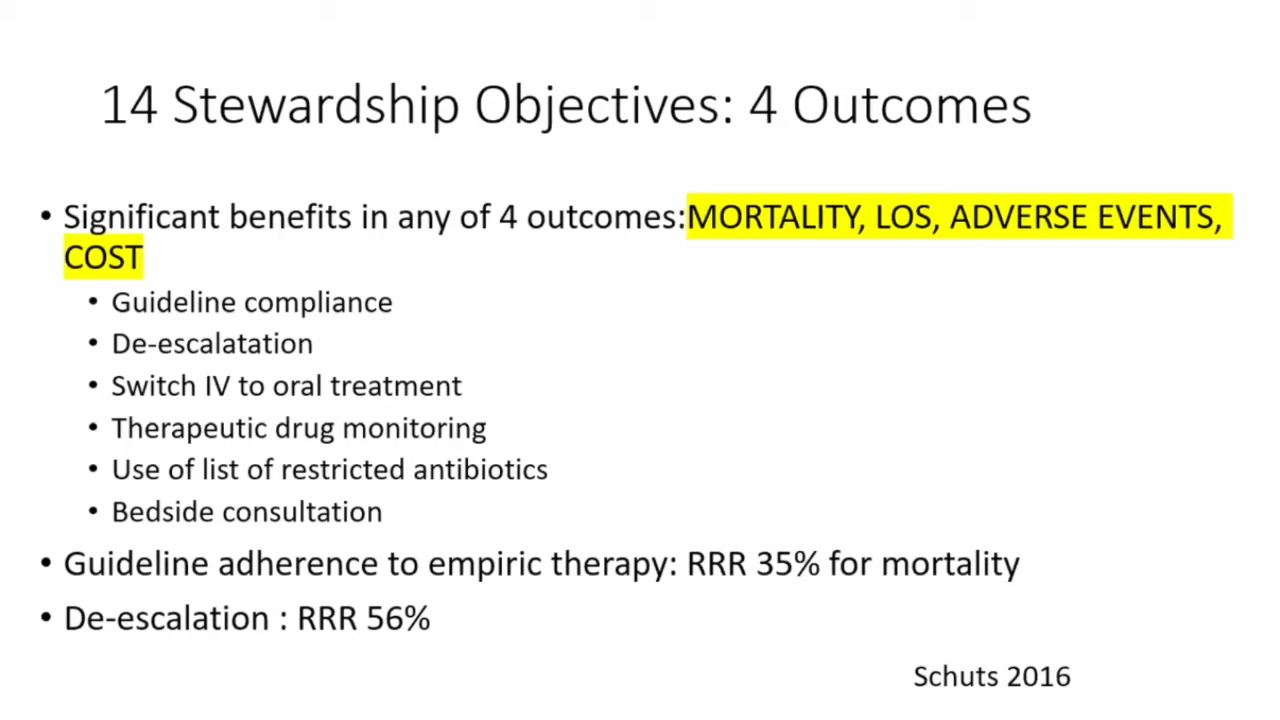 14 Stewardship Objectives: 4 Outcomes
• Significant benefits in any of 4 outcomes:MORTALITY, LOS, ADVERSE EVENTS,
COST
• Guideline compliance
• De-escalatation
• Switch IV to oral treatment
• Therapeutic drug monitoring
• Use of list of restricted antibiotics
• Bedside consultation
• Guideline adherence to empiric therapy: RRR 35% for mortality
• De-escalation : RRR 56%
Schuts 2016